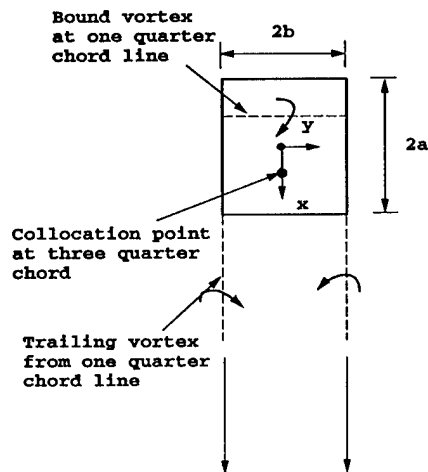 Bound vortex
at one quarter
chord line
2b
y
2a
x
Collocation point
at three quarter
chord
Trailing vortex
from one quarter
chord line